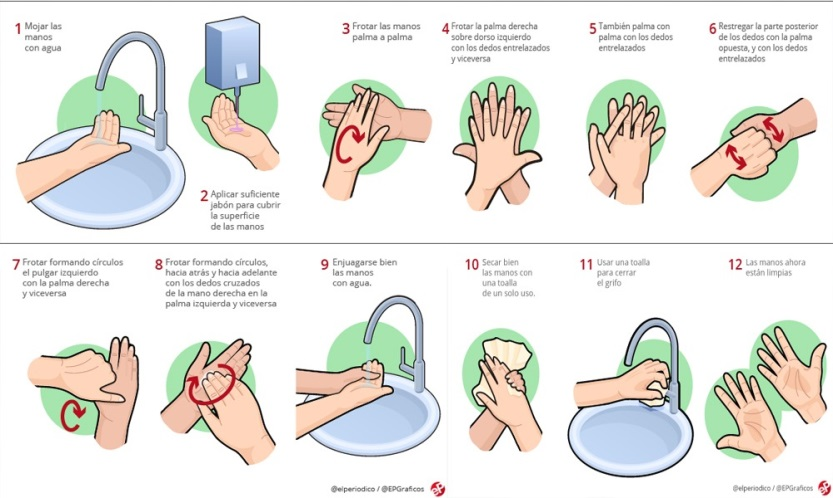 1 Mojar las
manos
con agua
2 Aplicar suficiente
jabón para cubrir
la superficie
de las manos
3 Frotar las manos
palma a palma
4 Frotar la palma derecha
sobre dorso izquierdo
con los dedos entrelazados
y viceversa
5 También palma con
palma con los dedos
entrelazados
6 Restregar la parte posterior
de los dedos con la palma
opuesta, y con los dedos
entrelazados
7 Frotar formando círculos
el pulgar izquierdo
con la palma derecha
y viceversa
8 Frotar formando círculos,
hacia atrás y hacia adelante
con los dedos cruzados
de la mano derecha en la
palma izquierda y viceversa
9 Enjuagarse bien
las manos
con agua.
10 Secar bien
las manos con
una toalla
de un solo uso.
11 Usar una toalla
para cerrar
el grifo
12 Las manos ahora
están limpias
@elperiodico / @EPGraficos eP
@elperiodico / @EPGraficos eP